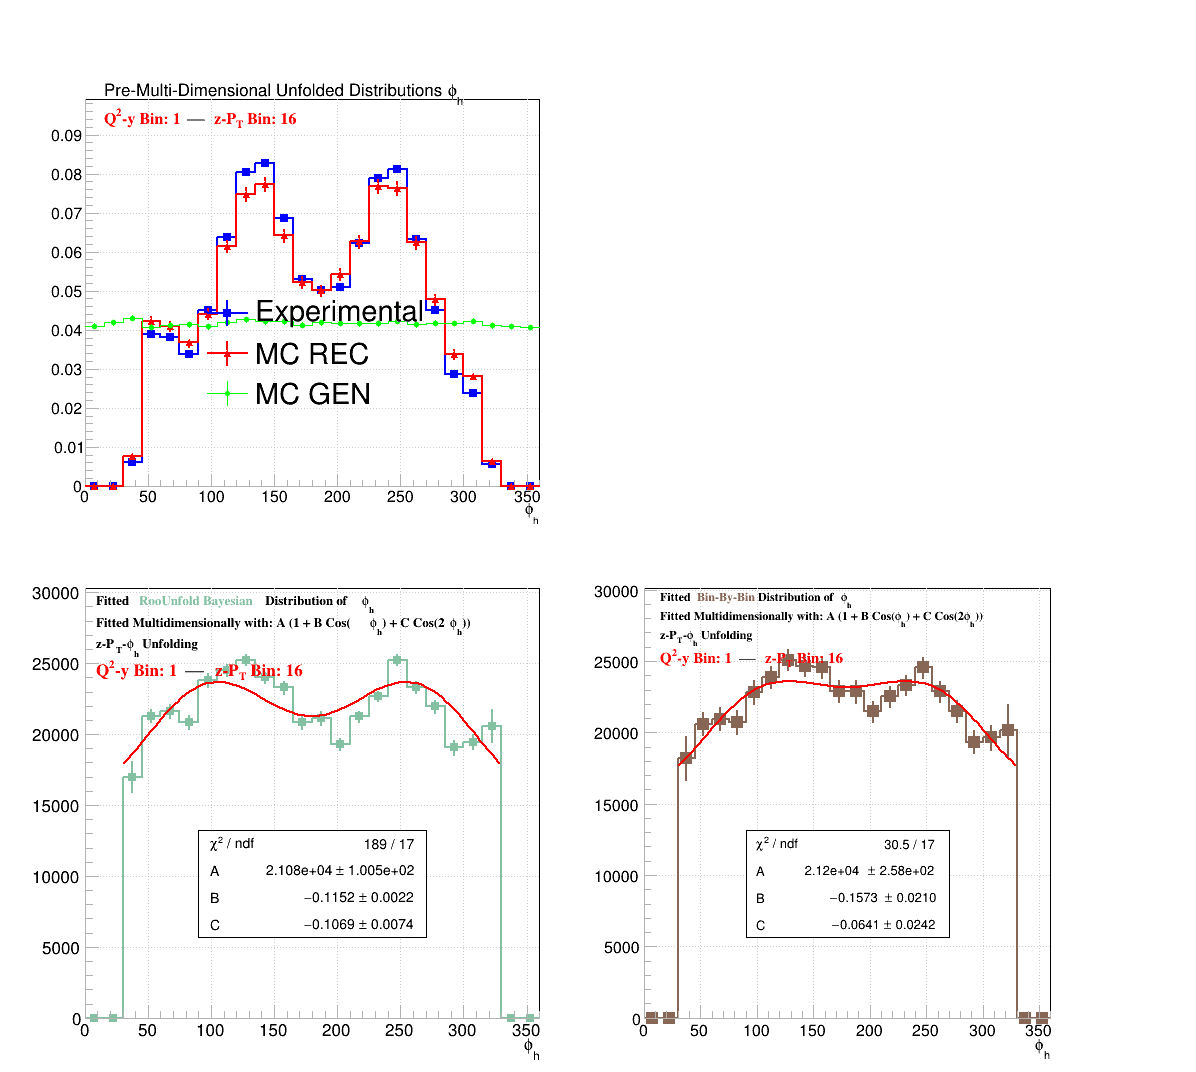 Pre-Multi-Dimensional Unfolded Distributions ϕh
Q²-y Bin: 1 — z-PT Bin: 16
0.09
0.08
0.07
0.06
0.05
0.04
0.03
0.02
0.01
0
Experimental
MC REC
MC GEN
0 50 100 150 200 250 300 350
ϕh
30000
25000
20000
15000
10000
5000
0
Fitted RooUnfold Bayesian Distribution of ϕh
Fitted Multidimensionally with: A (1 + B Cos( ϕh) + C Cos(2 ϕh))
z-PT-ϕh Unfolding
Q²-y Bin: 1 — z-PT Bin: 16
χ² / ndf 189 / 17
A 2.108e+04 ± 1.005e+02
B −0.1152 ± 0.0022
C −0.1069 ± 0.0074
0 50 100 150 200 250 300
ϕh
30000
25000
20000
15000
10000
5000
0
Fitted Bin-By-Bin Distribution of ϕh
Fitted Multidimensionally with: A (1 + B Cos(ϕh) + C Cos(2ϕh))
z-PT-ϕh Unfolding
Q²-y Bin: 1 — z-PT Bin: 16
χ² / ndf 30.5 / 17
A 2.12e+04 ± 2.58e+02
B −0.1573 ± 0.0210
C −0.0641 ± 0.0242
0 50 100 150 200 250 300 350
ϕh